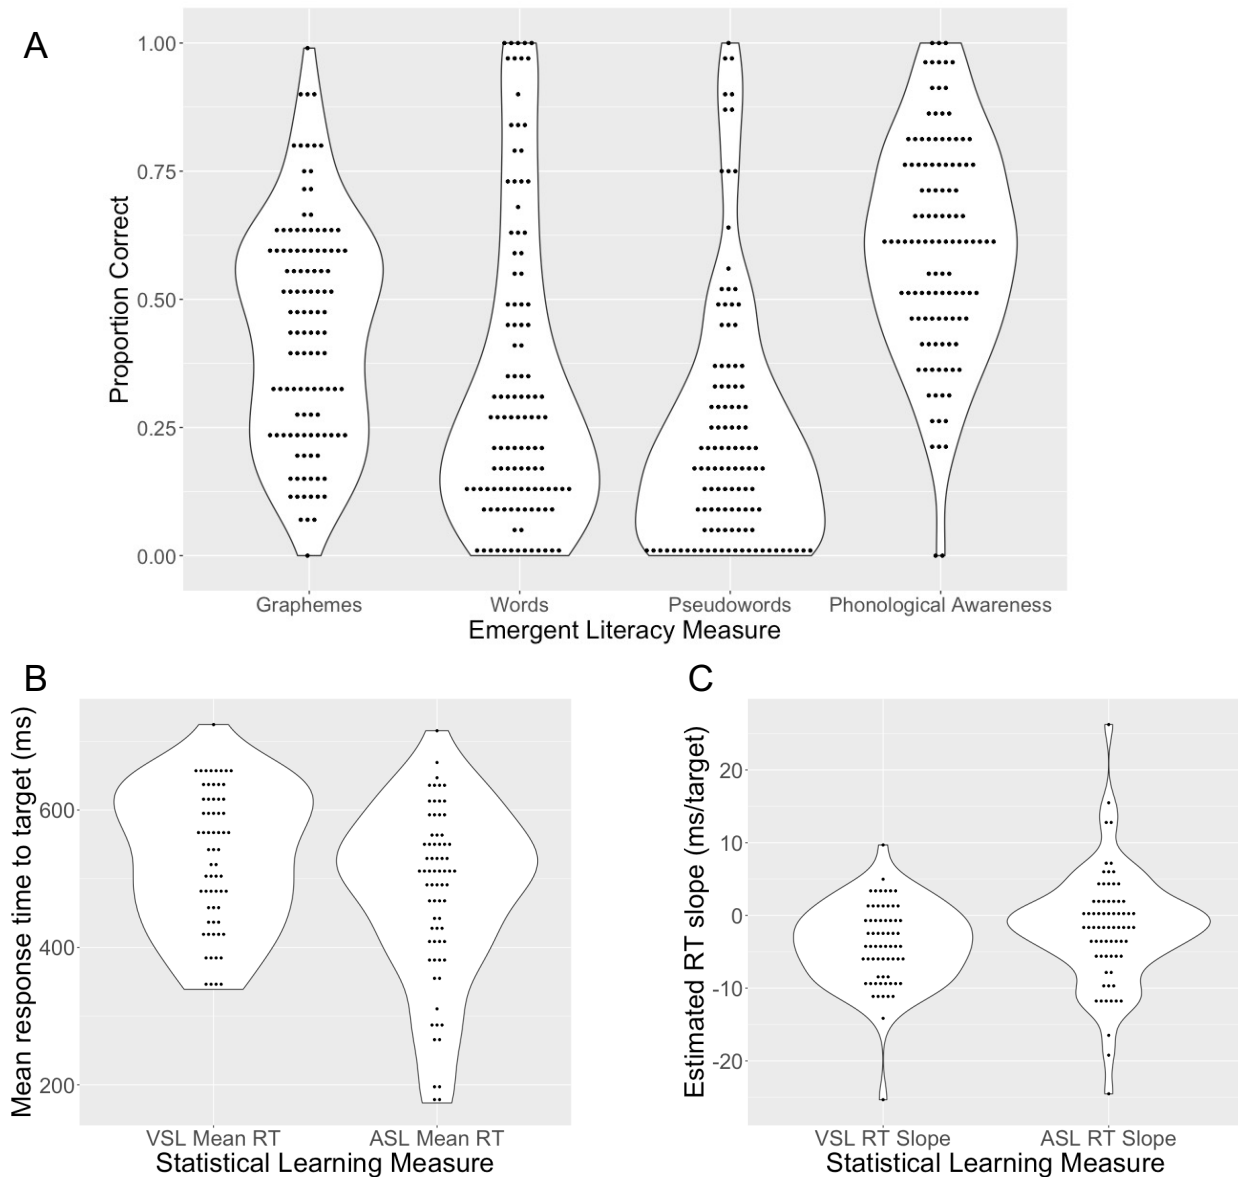 A
1.00
0.75
0.50
0.25
0.00
Proportion Correct
Graphemes Words Pseudowords Phonological Awareness
Emergent Literacy Measure
B
600
400
200
Mean response time to target (ms)
VSL Mean RT ASL Mean RT
Statistical Learning Measure
C
20
10
0
-10
-20
Estimated RT slope (ms/target)
VSL RT Slope ASL RT Slope
Statistical Learning Measure